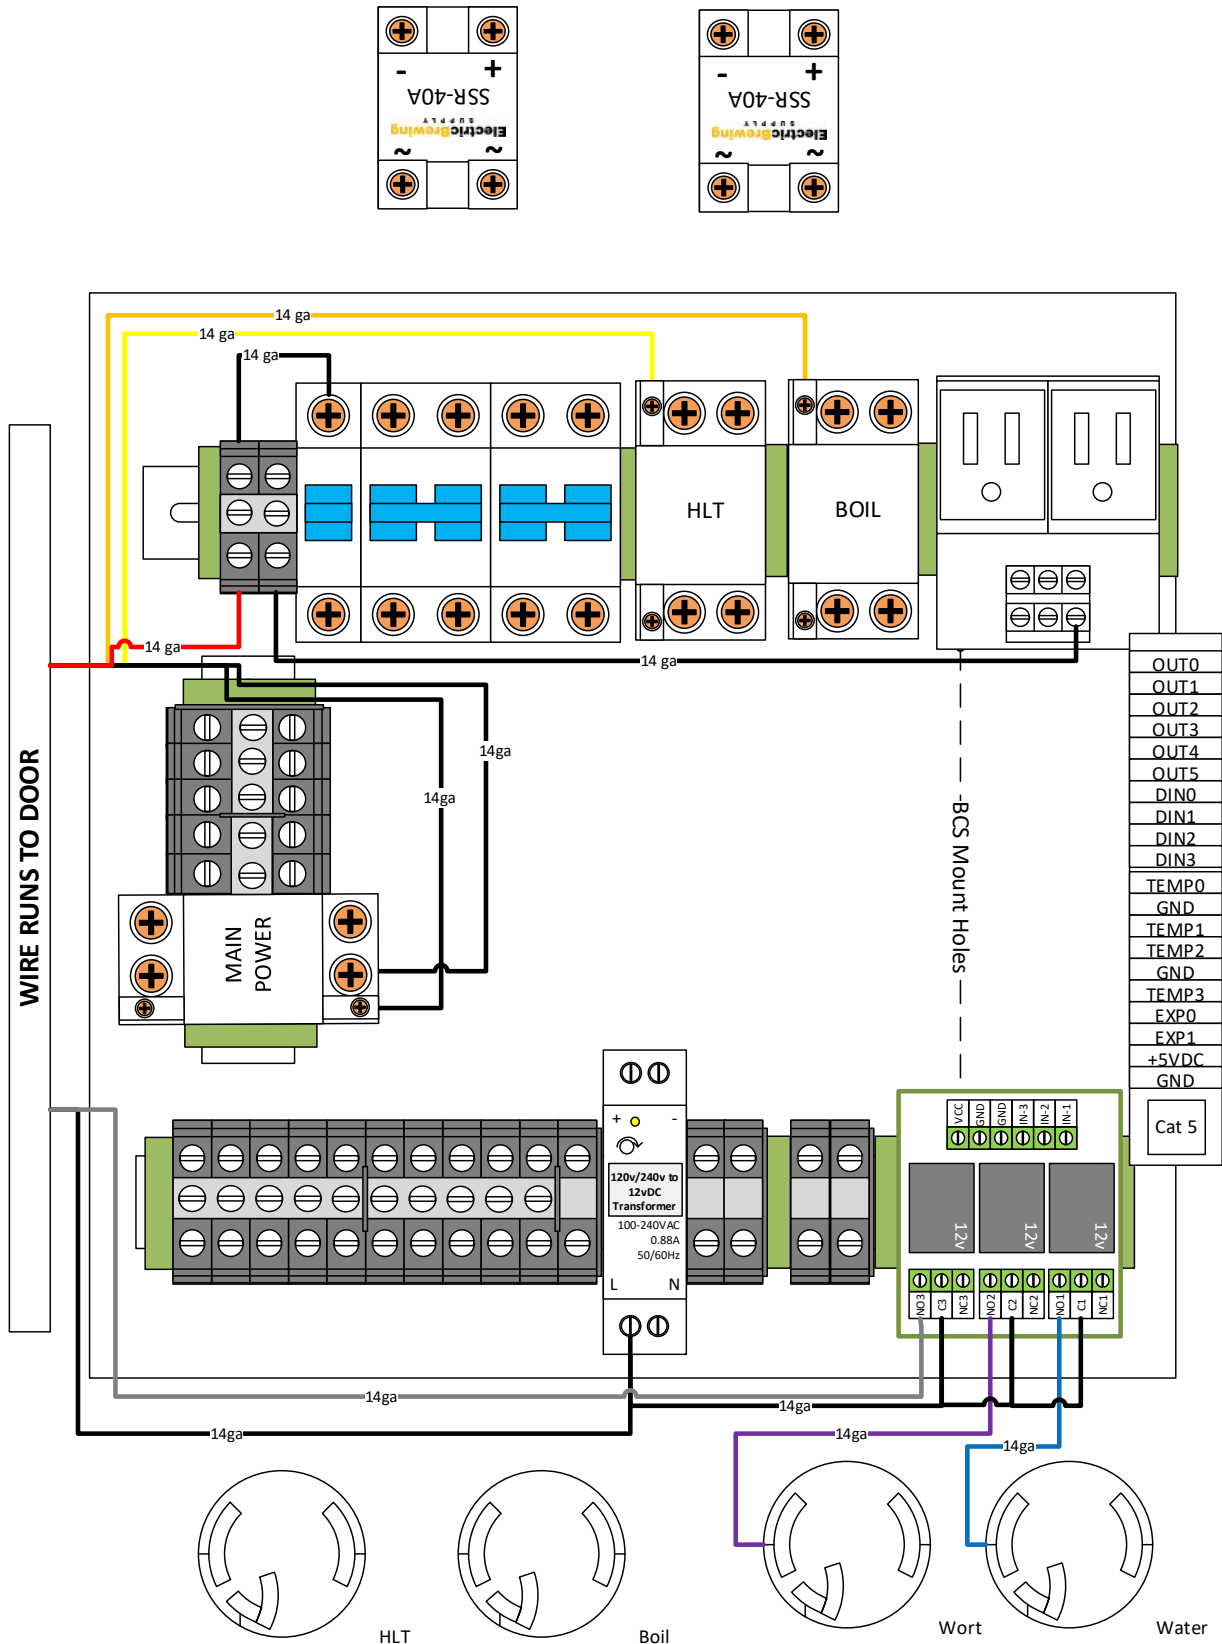 - +
SSR-40A
SUPPLY
ElectricBrewing
~ ~
- +
SSR-40A
SUPPLY
ElectricBrewing
~ ~
14 ga
14 ga
14 ga
HLT
BOIL
14 ga
14 ga
WIRE RUNS TO DOOR
14ga
14ga
MAIN
POWER
BCS Mount Holes
OUT0
OUT1
OUT2
OUT3
OUT4
OUT5
DIN0
DIN1
DIN2
DIN3
TEMP0
GND
TEMP1
TEMP2
GND
TEMP3
EXP0
EXP1
+5VDC
GND
Cat 5
+ -
120v/240v to
12vDC
Transformer
100-240VAC
0.88A
50/60Hz
L N
VCC
GND
GND
IN-3
IN-2
IN-1
12v
12v
12v
NO3
C3
NC3
NO2
C2
NC2
NO1
C1
NC1
14ga
14ga
14ga
14ga
14ga
HLT
Boil
Wort
Water